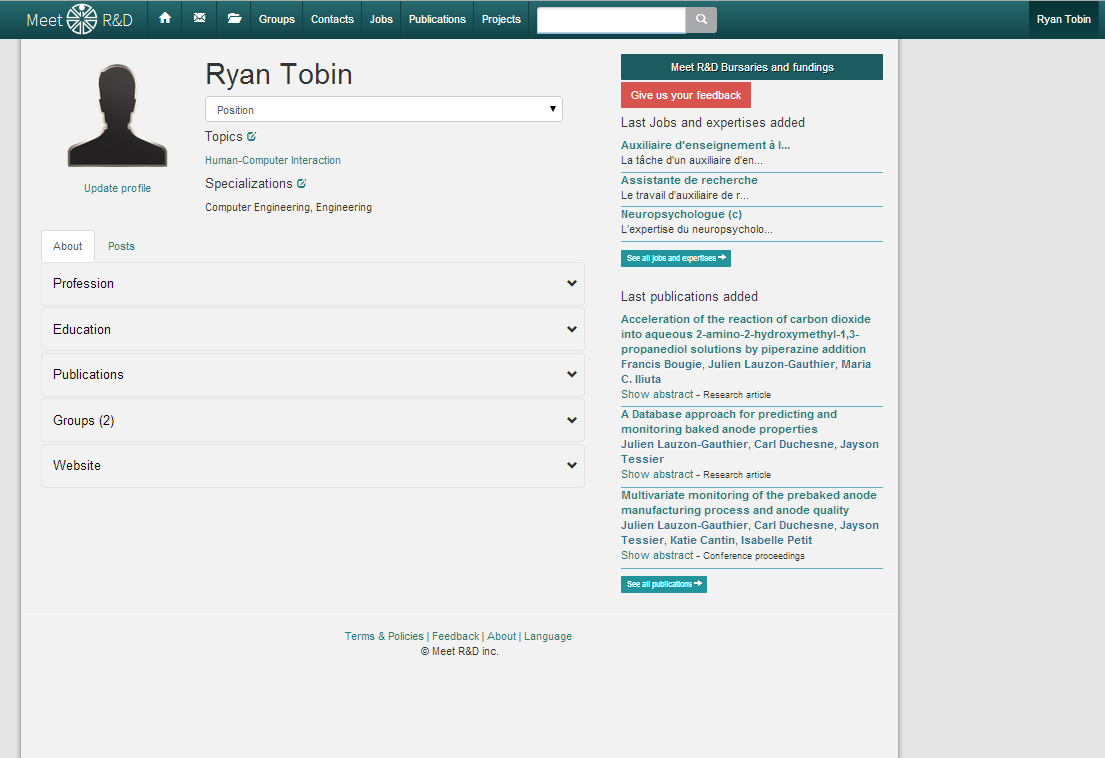 Meet R&D
Groups
Contacts
Jobs
Publications
Projects
Ryan Tobin
Ryan Tobin
Position
Topics
Human-Computer Interaction
Specializations
Computer Engineering, Engineering
Update profile
About
Posts
Profession
Education
Publications
Groups (2)
Website
Meet R&D Bursaries and fundings
Give us your feedback
Last Jobs and expertises added
Auxiliaire d'enseignement à l...
La tâche d'un auxiliaire d'en...
Assistante de recherche
Le travail d'auxiliaire de r...
Neuropsychologue (c)
L'expertise du neuropsycholo...
See all jobs and expertises
Last publications added
Acceleration of the reaction of carbon dioxide
into aqueous 2-amino-2-hydroxymethyl-1,3-
propanediol solutions by piperazine addition
Francis Bougie, Julien Lauzon-Gauthier, Maria
C. Iliuta
Show abstract - Research article
A Database approach for predicting and
monitoring baked anode properties
Julien Lauzon-Gauthier, Carl Duchesne, Jayson
Tessier
Show abstract - Research article
Multivariate monitoring of the prebaked anode
manufacturing process and anode quality
Julien Lauzon-Gauthier, Carl Duchesne, Jayson
Tessier, Katie Cantin, Isabelle Petit
Show abstract - Conference proceedings
See all publications
Terms & Policies | Feedback | About | Language
© Meet R&D inc.